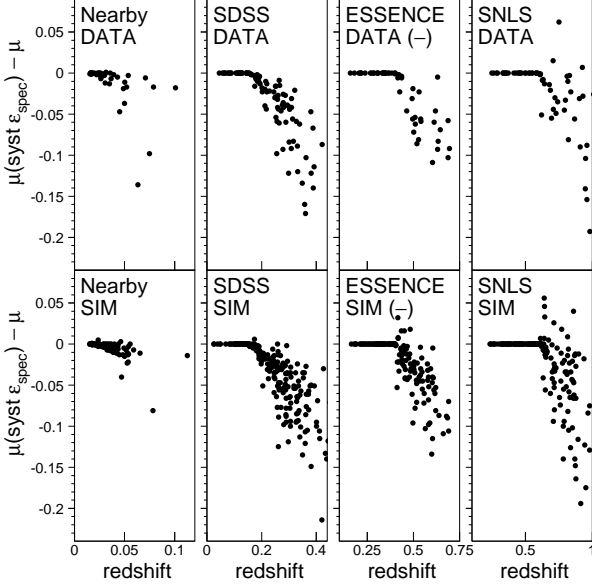 Nearby DATA
SDSS DATA
ESSENCE DATA (−)
SNLS DATA
μ(syst ε_spec) − μ
0.05
0
-0.05
-0.1
-0.15
-0.2
Nearby SIM
SDSS SIM
ESSENCE SIM (−)
SNLS SIM
μ(syst ε_spec) − μ
0.05
0
-0.05
-0.1
-0.15
-0.2
0 0.05 0.1
0 0.2 0.4
0.25 0.5 0.75
0.5 1
redshift redshift redshift redshift